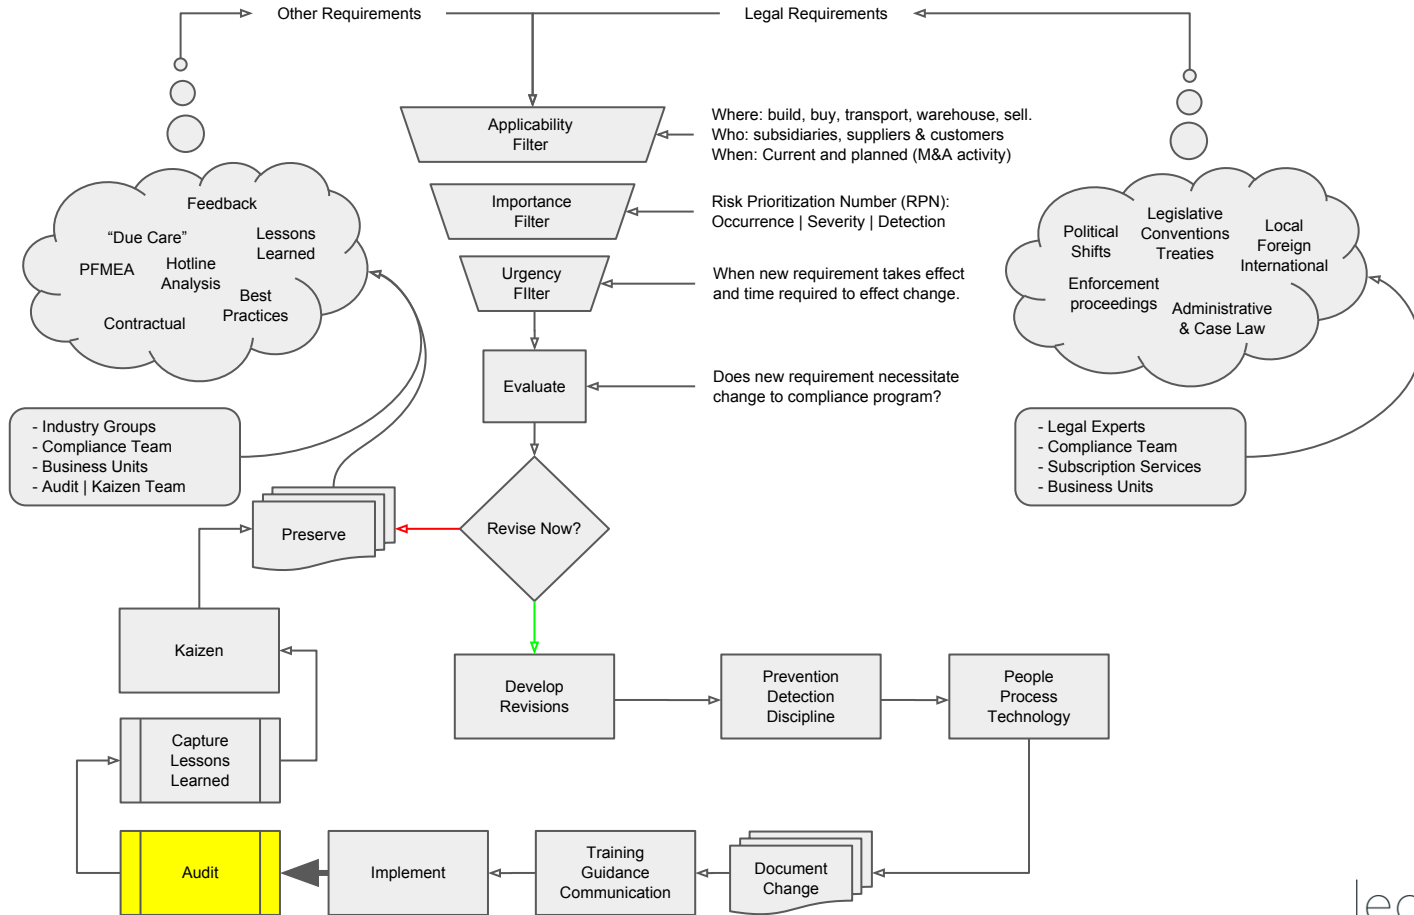 Other Requirements
Legal Requirements
Applicability
Filter
Where: build, buy, transport, warehouse, sell.
Who: subsidiaries, suppliers & customers
When: Current and planned (M&A activity)
Importance
Filter
Risk Prioritization Number (RPN):
Occurrence | Severity | Detection
Urgency
FIlter
When new requirement takes effect
and time required to effect change.
Evaluate
Does new requirement necessitate
change to compliance program?
Feedback
“Due Care”
Lessons
Learned
PFMEA
Hotline
Analysis
Best
Practices
Contractual
Political
Shifts
Legislative
Conventions
Treaties
Local
Foreign
International
Enforcement
proceedings
Administrative
& Case Law
- Industry Groups
- Compliance Team
- Business Units
- Audit | Kaizen Team
- Legal Experts
- Compliance Team
- Subscription Services
- Business Units
Revise Now?
Preserve
Kaizen
Develop
Revisions
Prevention
Detection
Discipline
People
Process
Technology
Capture
Lessons
Learned
Audit
Implement
Training
Guidance
Communication
Document
Change